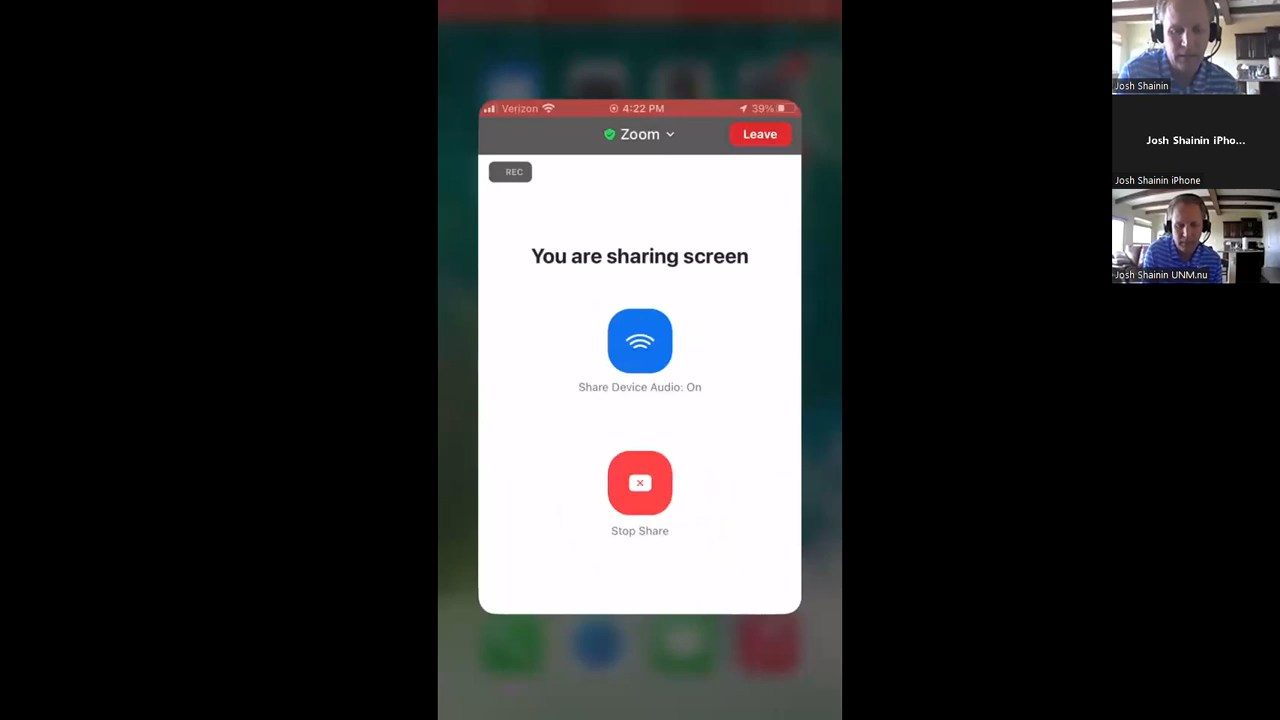 Verizon
4:22 PM
39%
Zoom
Leave
REC
You are sharing screen
Share Device Audio: On
Stop Share
Josh Shainin
Josh Shainin iPho...
Josh Shainin iPhone
Josh Shainin UNM.nu